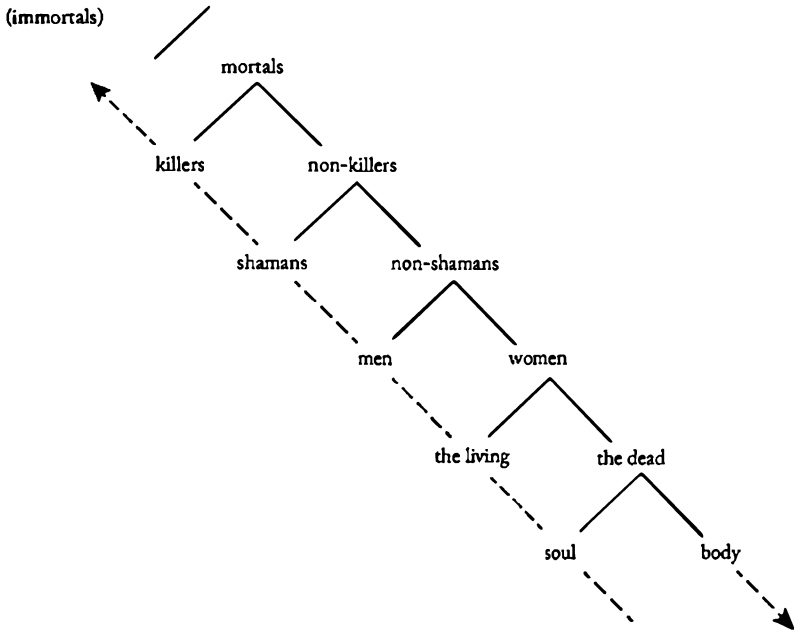 (immortals)
mortals
killers non-killers
shamans non-shamans
men women
the living the dead
soul body